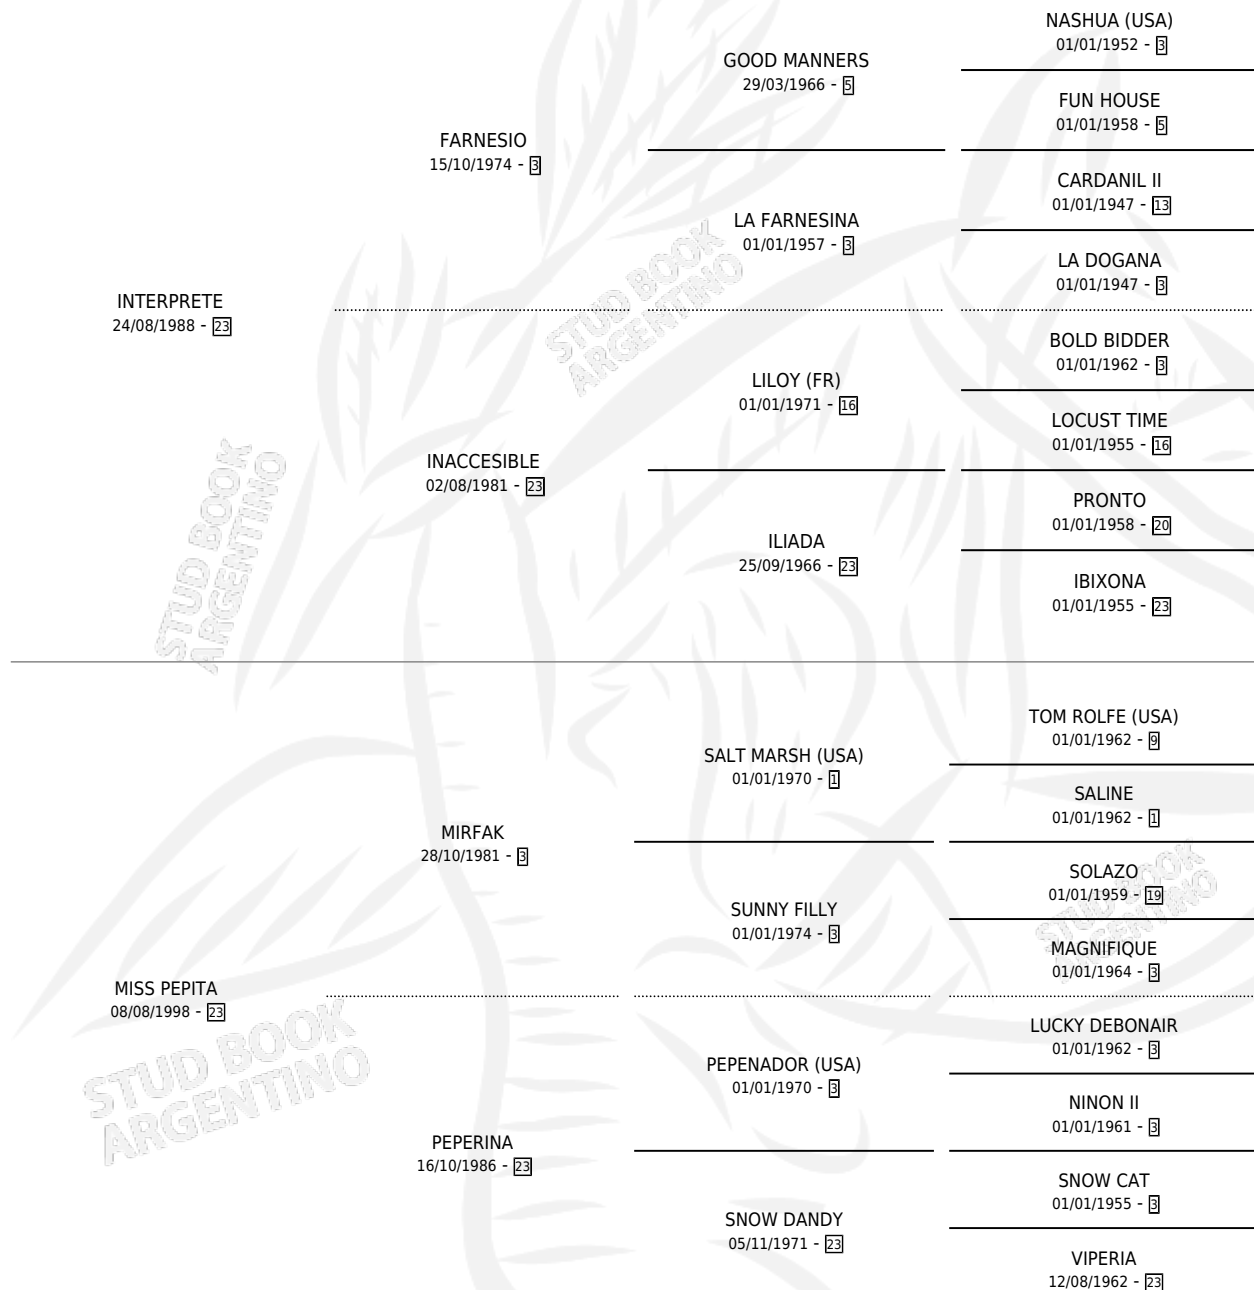 NASHUA (USA)
01/01/1952 - 3
GOOD MANNERS
29/03/1966 - 5
FUN HOUSE
01/01/1958 - 5
FARNESIO
15/10/1974 - 3
CARDANIL II
01/01/1947 - 13
LA FARNESINA
01/01/1957 - 3
LA DOGANA
01/01/1947 - 3
INTERPRETE
24/08/1988 - 23
BOLD BIDDER
01/01/1962 - 3
LILOY (FR)
01/01/1971 - 16
LOCUST TIME
01/01/1955 - 16
INACCESIBLE
02/08/1981 - 23
PRONTO
01/01/1958 - 20
ILIADA
25/09/1966 - 23
IBIXONA
01/01/1955 - 23
TOM ROLFE (USA)
01/01/1962 - 9
SALT MARSH (USA)
01/01/1970 - 1
SALINE
01/01/1962 - 1
MIRFAK
28/10/1981 - 3
SOLAZO
01/01/1959 - 19
SUNNY FILLY
01/01/1974 - 3
MAGNIFIQUE
01/01/1964 - 3
MISS PEPITA
08/08/1998 - 23
LUCKY DEBONAIR
01/01/1962 - 3
PEPENADOR (USA)
01/01/1970 - 3
NINON II
01/01/1961 - 3
PEPERINA
16/10/1986 - 23
SNOW CAT
01/01/1955 - 3
SNOW DANDY
05/11/1971 - 23
VIPERIA
12/08/1962 - 23
STUD BOOK
ARGENTINO
STUD BOOK
ARGENTINO
STUD BOOK
ARGENTINO
STUD BOOK
ARGENTINO